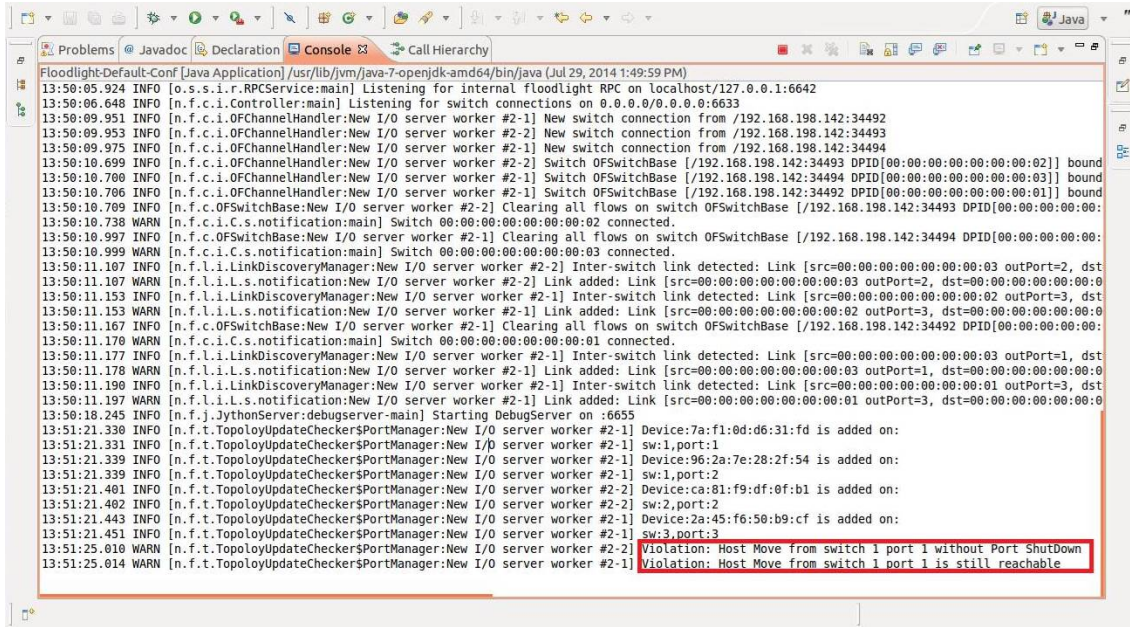 Java
Problems @ Javadoc Declaration Console Call Hierarchy
Floodlight-Default-Conf [Java Application] /usr/lib/jvm/java-7-openjdk-amd64/bin/java (Jul 29, 2014 1:49:59 PM)
13:50:05.924 INFO [o.s.s.i.r.RPCService:main] Listening for internal floodlight RPC on localhost/127.0.0.1:6642
13:50:06.648 INFO [n.f.c.i.Controller:main] Listening for switch connections on 0.0.0.0/0.0.0.0:6633
13:50:09.951 INFO [n.f.c.i.OFChannelHandler:New I/O server worker #2-1] New switch connection from /192.168.198.142:34492
13:50:09.953 INFO [n.f.c.i.OFChannelHandler:New I/O server worker #2-2] New switch connection from /192.168.198.142:34493
13:50:09.975 INFO [n.f.c.i.OFChannelHandler:New I/O server worker #2-1] New switch connection from /192.168.198.142:34494
13:50:10.699 INFO [n.f.c.i.OFChannelHandler:New I/O server worker #2-2] Switch OFSwitchBase [/192.168.198.142:34493 DPID[00:00:00:00:00:00:00:02]] bound
13:50:10.700 INFO [n.f.c.i.OFChannelHandler:New I/O server worker #2-1] Switch OFSwitchBase [/192.168.198.142:34494 DPID[00:00:00:00:00:00:00:03]] bound
13:50:10.706 INFO [n.f.c.i.OFChannelHandler:New I/O server worker #2-1] Switch OFSwitchBase [/192.168.198.142:34492 DPID[00:00:00:00:00:00:00:01]] bound
13:50:10.709 INFO [n.f.c.OFSwitchBase:New I/O server worker #2-2] Clearing all flows on switch OFSwitchBase [/192.168.198.142:34493 DPID[00:00:00:00:00:
13:50:10.738 WARN [n.f.c.i.C.s.notification:main] Switch 00:00:00:00:00:00:00:02 connected.
13:50:10.997 INFO [n.f.c.OFSwitchBase:New I/O server worker #2-1] Clearing all flows on switch OFSwitchBase [/192.168.198.142:34494 DPID[00:00:00:00:00:
13:50:10.999 WARN [n.f.c.i.C.s.notification:main] Switch 00:00:00:00:00:00:00:03 connected.
13:50:11.107 INFO [n.f.l.i.LinkDiscoveryManager:New I/O server worker #2-2] Inter-switch link detected: Link [src=00:00:00:00:00:00:00:03 outPort=2, dst
13:50:11.107 WARN [n.f.l.i.L.s.notification:New I/O server worker #2-2] Link added: Link [src=00:00:00:00:00:00:00:03 outPort=2, dst=00:00:00:00:00:00:0
13:50:11.153 INFO [n.f.l.i.LinkDiscoveryManager:New I/O server worker #2-1] Inter-switch link detected: Link [src=00:00:00:00:00:00:00:02 outPort=3, dst
13:50:11.153 WARN [n.f.l.i.L.s.notification:New I/O server worker #2-1] Link added: Link [src=00:00:00:00:00:00:00:02 outPort=3, dst=00:00:00:00:00:00:0
13:50:11.167 INFO [n.f.c.OFSwitchBase:New I/O server worker #2-1] Clearing all flows on switch OFSwitchBase [/192.168.198.142:34492 DPID[00:00:00:00:00:
13:50:11.170 WARN [n.f.c.i.C.s.notification:main] Switch 00:00:00:00:00:00:00:01 connected.
13:50:11.177 INFO [n.f.l.i.LinkDiscoveryManager:New I/O server worker #2-1] Inter-switch link detected: Link [src=00:00:00:00:00:00:00:03 outPort=1, dst
13:50:11.178 WARN [n.f.l.i.L.s.notification:New I/O server worker #2-1] Link added: Link [src=00:00:00:00:00:00:00:03 outPort=1, dst=00:00:00:00:00:00:0
13:50:11.190 INFO [n.f.l.i.LinkDiscoveryManager:New I/O server worker #2-1] Inter-switch link detected: Link [src=00:00:00:00:00:00:00:01 outPort=3, dst
13:50:11.197 WARN [n.f.l.i.L.s.notification:New I/O server worker #2-1] Link added: Link [src=00:00:00:00:00:00:00:01 outPort=3, dst=00:00:00:00:00:00:0
13:50:18.245 INFO [n.f.j.JythonServer:debugserver-main] Starting DebugServer on :6655
13:51:21.330 INFO [n.f.t.TopoloyUpdateChecker$PortManager:New I/O server worker #2-1] Device:7a:f1:0d:d6:31:fd is added on:
13:51:21.331 INFO [n.f.t.TopoloyUpdateChecker$PortManager:New I/O server worker #2-1] sw:1,port:1
13:51:21.339 INFO [n.f.t.TopoloyUpdateChecker$PortManager:New I/O server worker #2-1] Device:96:2a:7e:28:2f:54 is added on:
13:51:21.339 INFO [n.f.t.TopoloyUpdateChecker$PortManager:New I/O server worker #2-1] sw:1,port:2
13:51:21.401 INFO [n.f.t.TopoloyUpdateChecker$PortManager:New I/O server worker #2-2] Device:ca:81:f9:df:0f:b1 is added on:
13:51:21.402 INFO [n.f.t.TopoloyUpdateChecker$PortManager:New I/O server worker #2-2] sw:2,port:2
13:51:21.443 INFO [n.f.t.TopoloyUpdateChecker$PortManager:New I/O server worker #2-1] Device:2a:45:f6:50:b9:cf is added on:
13:51:21.451 INFO [n.f.t.TopoloyUpdateChecker$PortManager:New I/O server worker #2-1] sw:3,port:3
13:51:25.010 WARN [n.f.t.TopoloyUpdateChecker$PortManager:New I/O server worker #2-2] Violation: Host Move from switch 1 port 1 without Port ShutDown
13:51:25.014 WARN [n.f.t.TopoloyUpdateChecker$PortManager:New I/O server worker #2-1] Violation: Host Move from switch 1 port 1 is still reachable